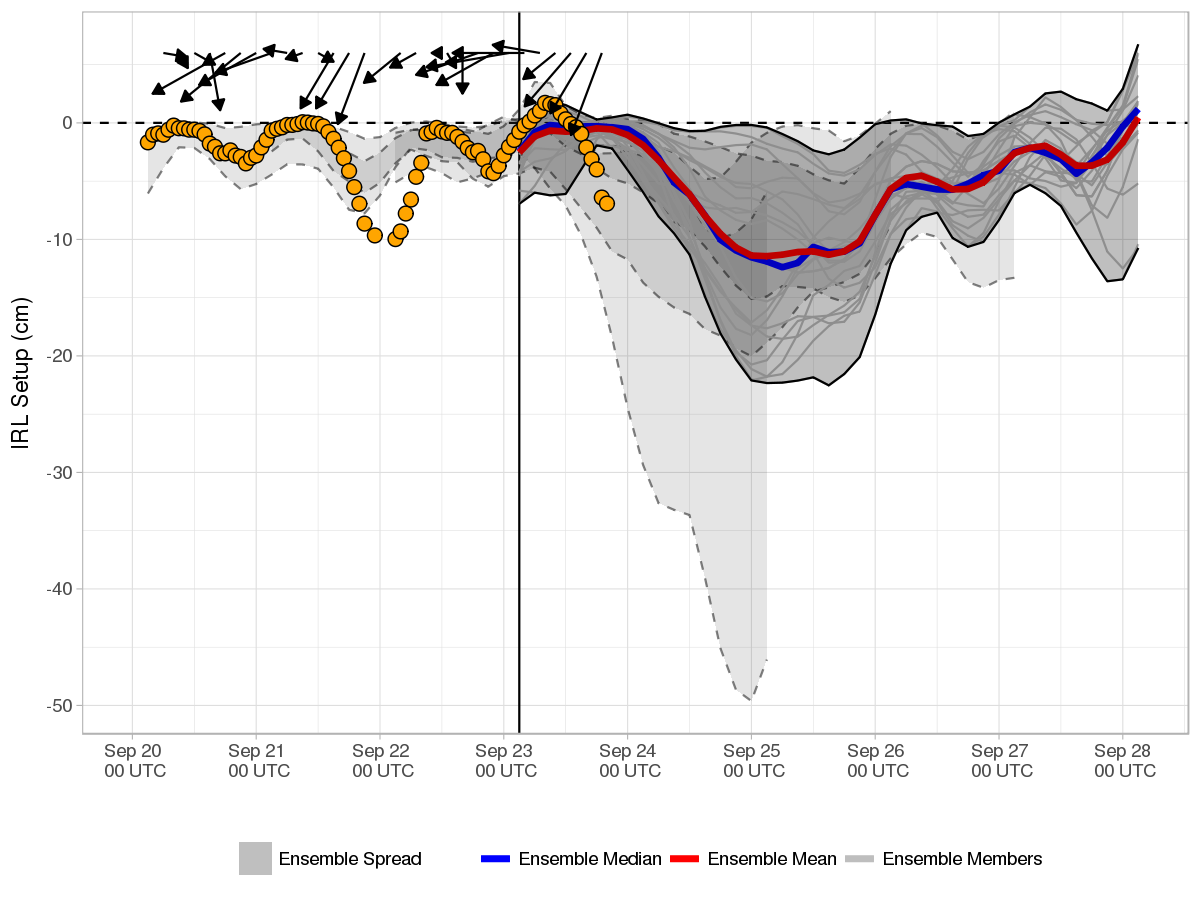 IRL Setup (cm)
0
-10
-20
-30
-40
-50
Sep 20 Sep 21 Sep 22 Sep 23 Sep 24 Sep 25 Sep 26 Sep 27 Sep 28
00 UTC 00 UTC 00 UTC 00 UTC 00 UTC 00 UTC 00 UTC 00 UTC 00 UTC
Ensemble Spread Ensemble Median Ensemble Mean Ensemble Members